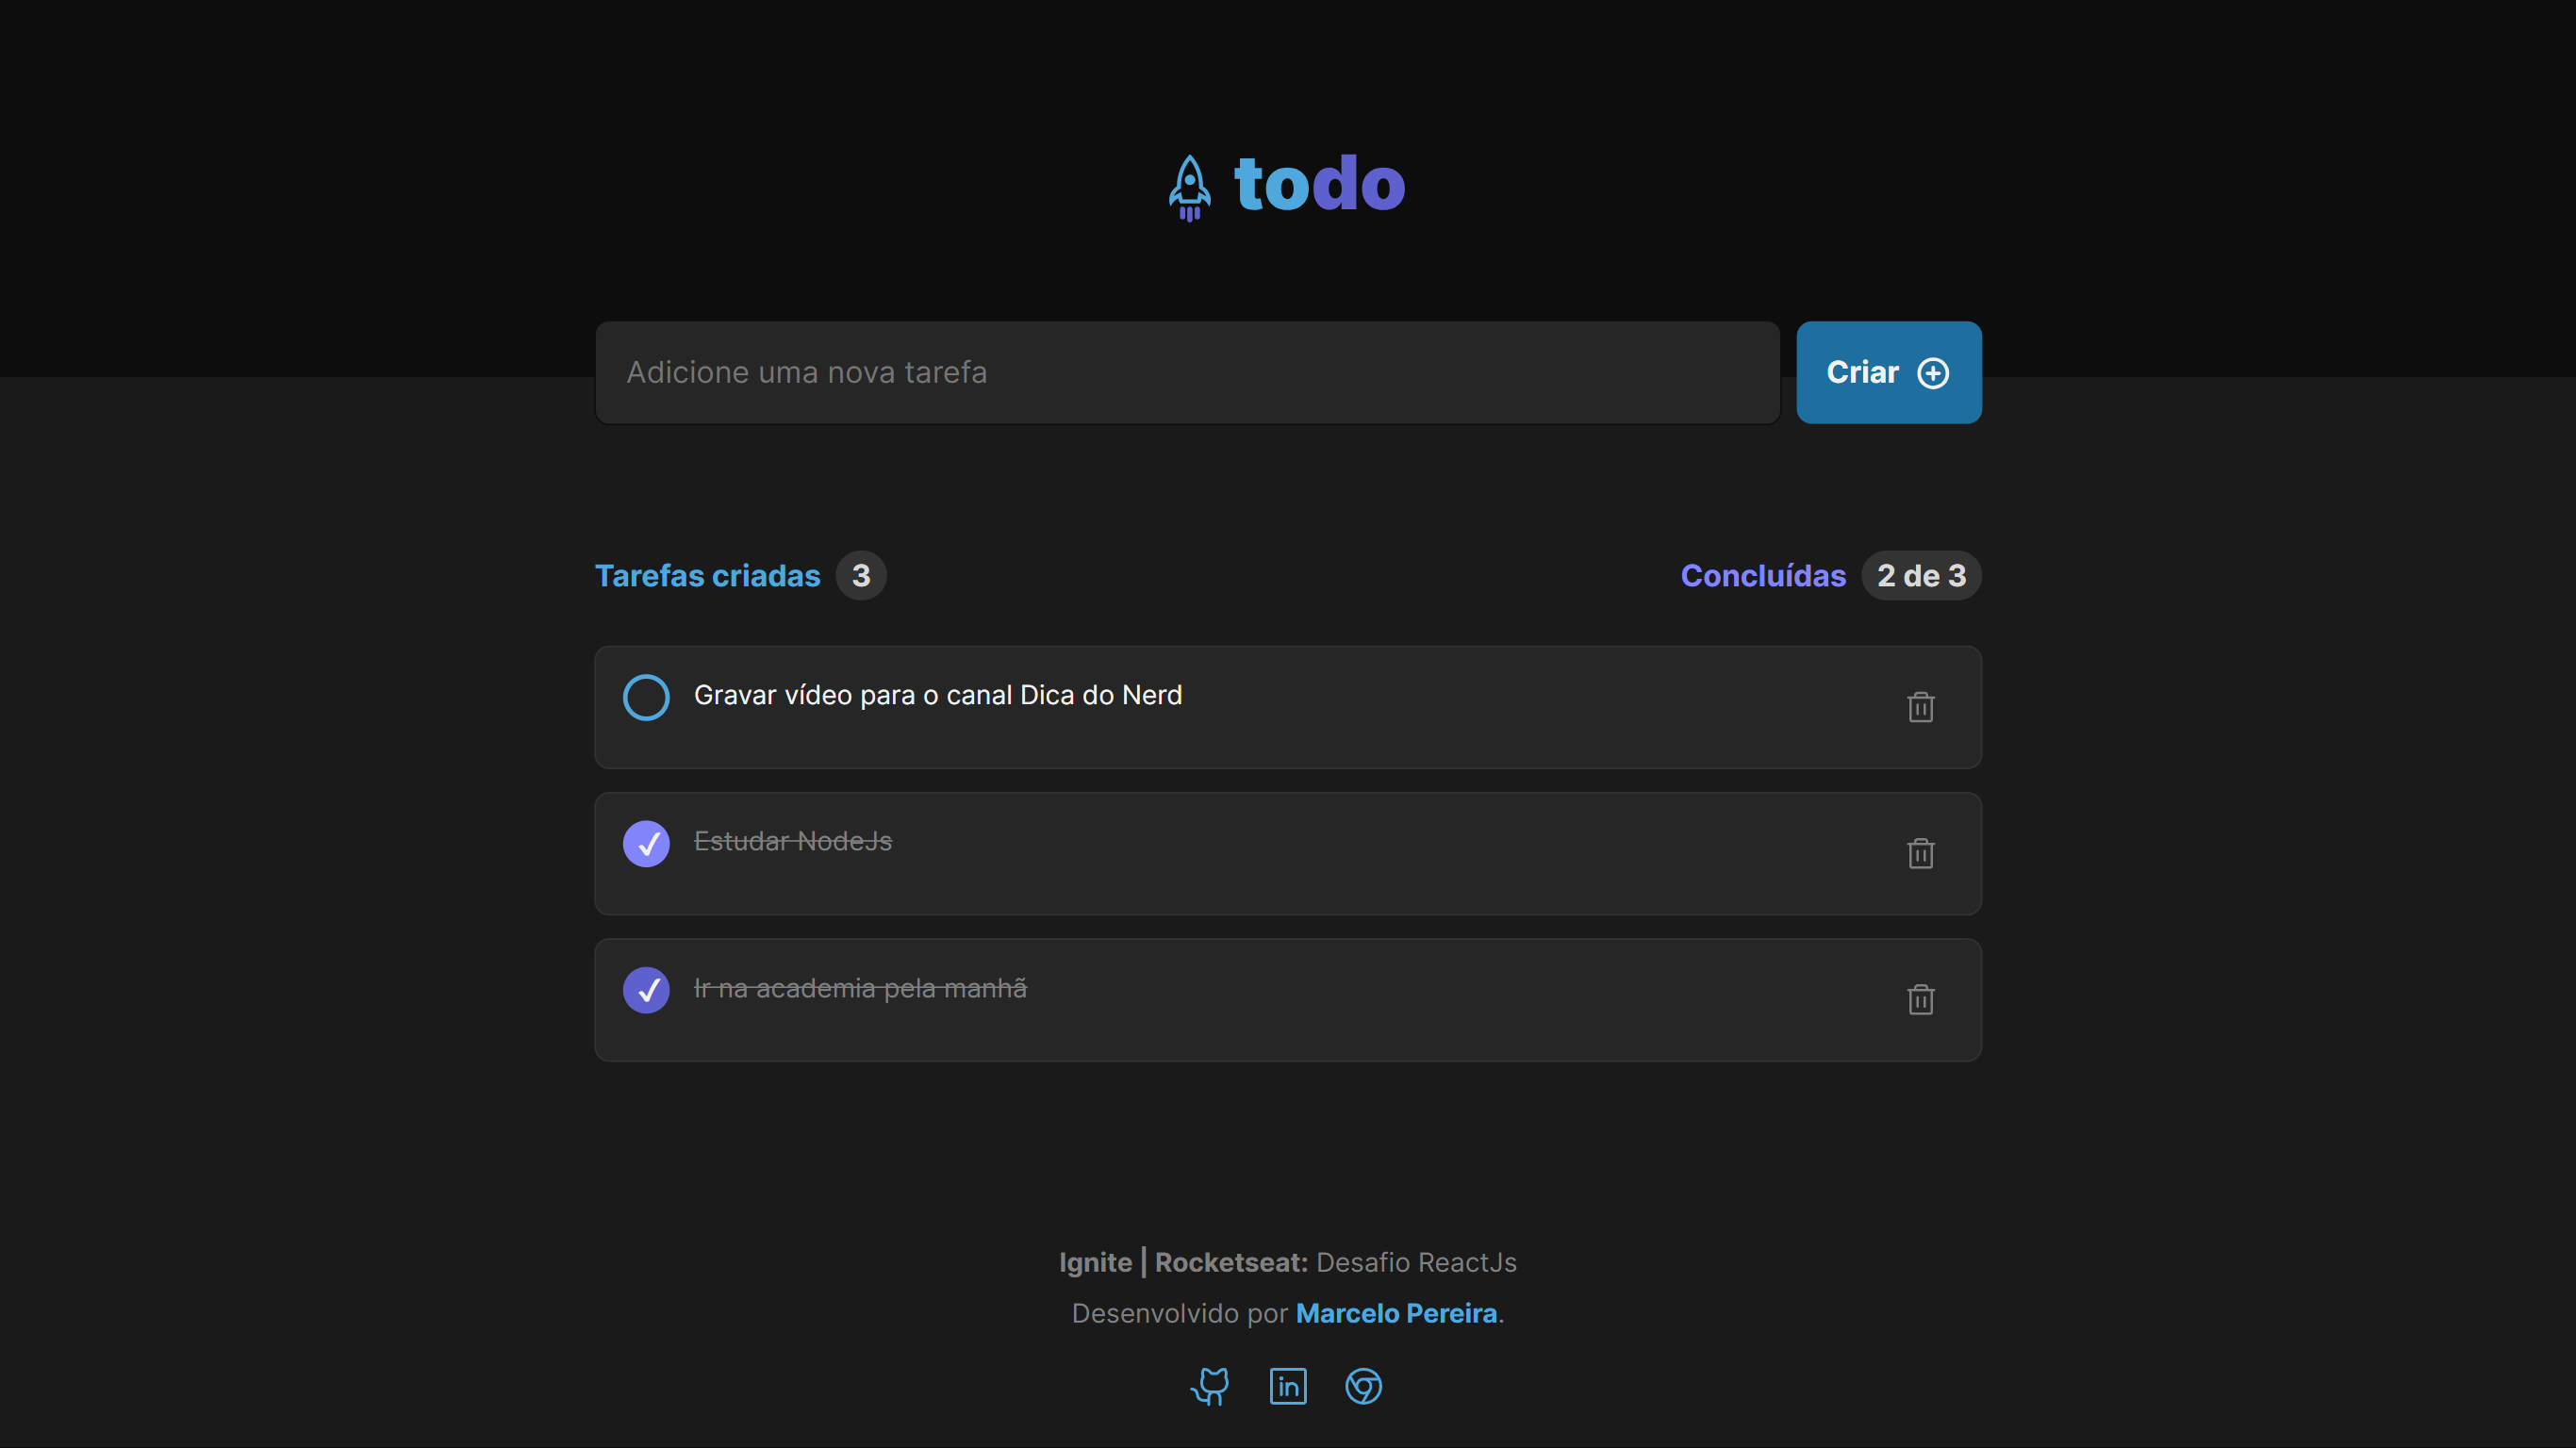 todo
Adicione uma nova tarefa
Criar
Tarefas criadas 3
Concluídas 2 de 3
Gravar vídeo para o canal Dica do Nerd
Estudar NodeJs
Ir na academia pela manhã
Ignite | Rocketseat: Desafio ReactJs
Desenvolvido por Marcelo Pereira.
in